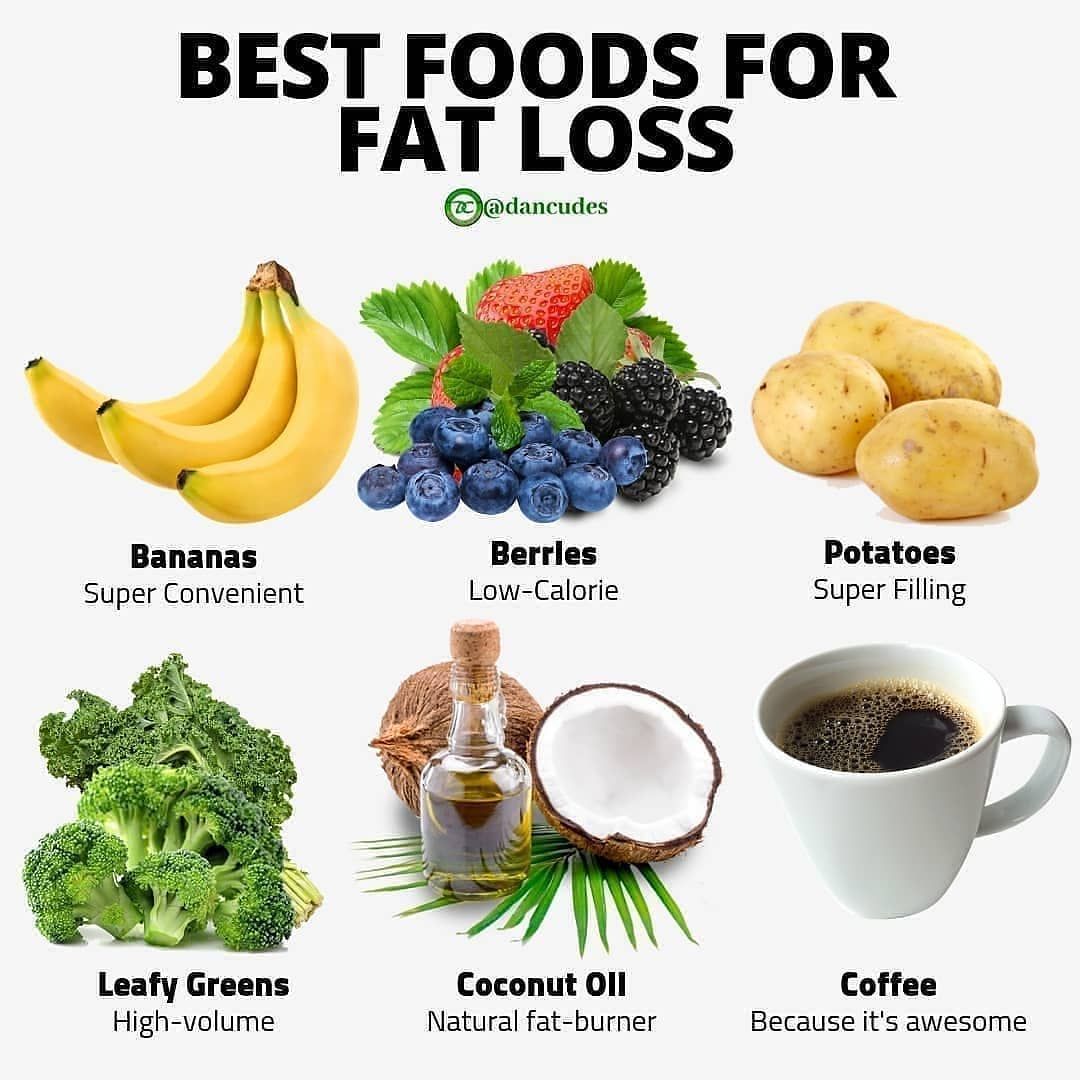 BEST FOODS FOR
FAT LOSS
@dancudes
Bananas
Super Convenient
Berries
Low-Calorie
Potatoes
Super Filling
Leafy Greens
High-volume
Coconut Oil
Natural fat-burner
Coffee
Because it's awesome